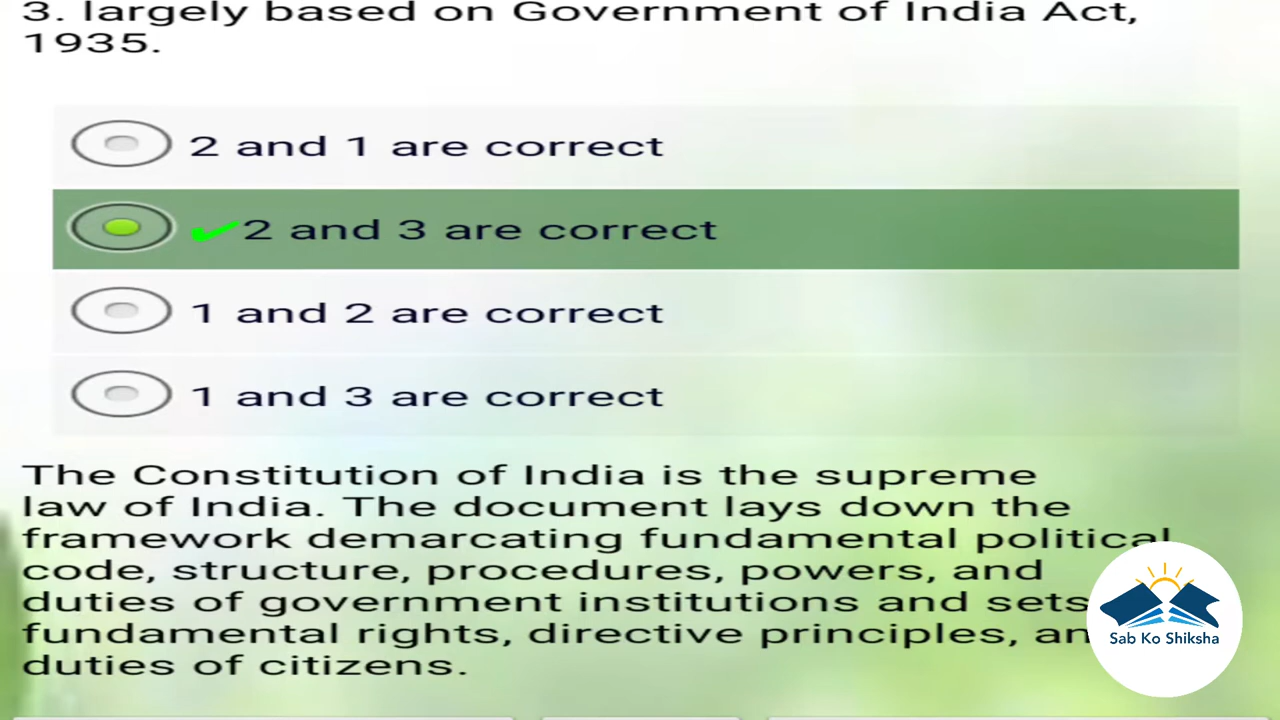 3. largely based on Government of India Act,
1935.
2 and 1 are correct
✔2 and 3 are correct
1 and 2 are correct
1 and 3 are correct
The Constitution of India is the supreme
law of India. The document lays down the
framework demarcating fundamental political
code, structure, procedures, powers, and
duties of government institutions and sets
fundamental rights, directive principles, an
duties of citizens.
Sab Ko Shiksha